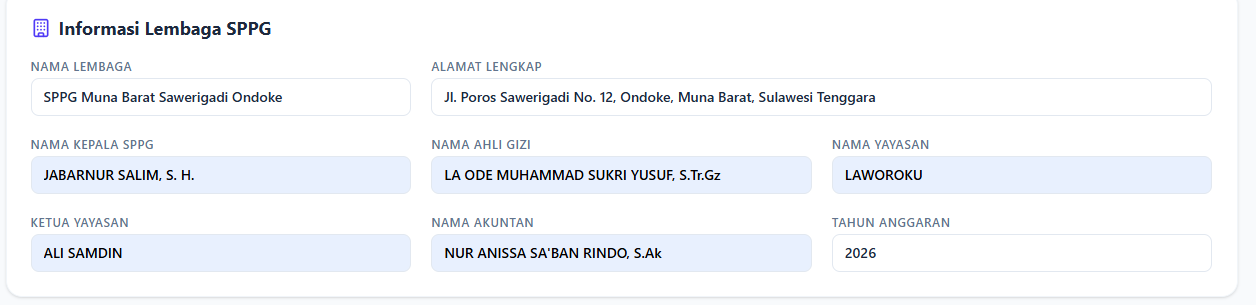 Informasi Lembaga SPPG
NAMA LEMBAGA
SPPG Muna Barat Sawerigadi Ondoke
ALAMAT LENGKAP
Jl. Poros Sawerigadi No. 12, Ondoke, Muna Barat, Sulawesi Tenggara
NAMA KEPALA SPPG
JABARNUR SALIM, S. H.
NAMA AHLI GIZI
LA ODE MUHAMMAD SUKRI YUSUF, S.Tr.Gz
NAMA YAYASAN
LAWOROKU
KETUA YAYASAN
ALI SAMDIN
NAMA AKUNTAN
NUR ANISSA SA'BAN RINDO, S.Ak
TAHUN ANGGARAN
2026